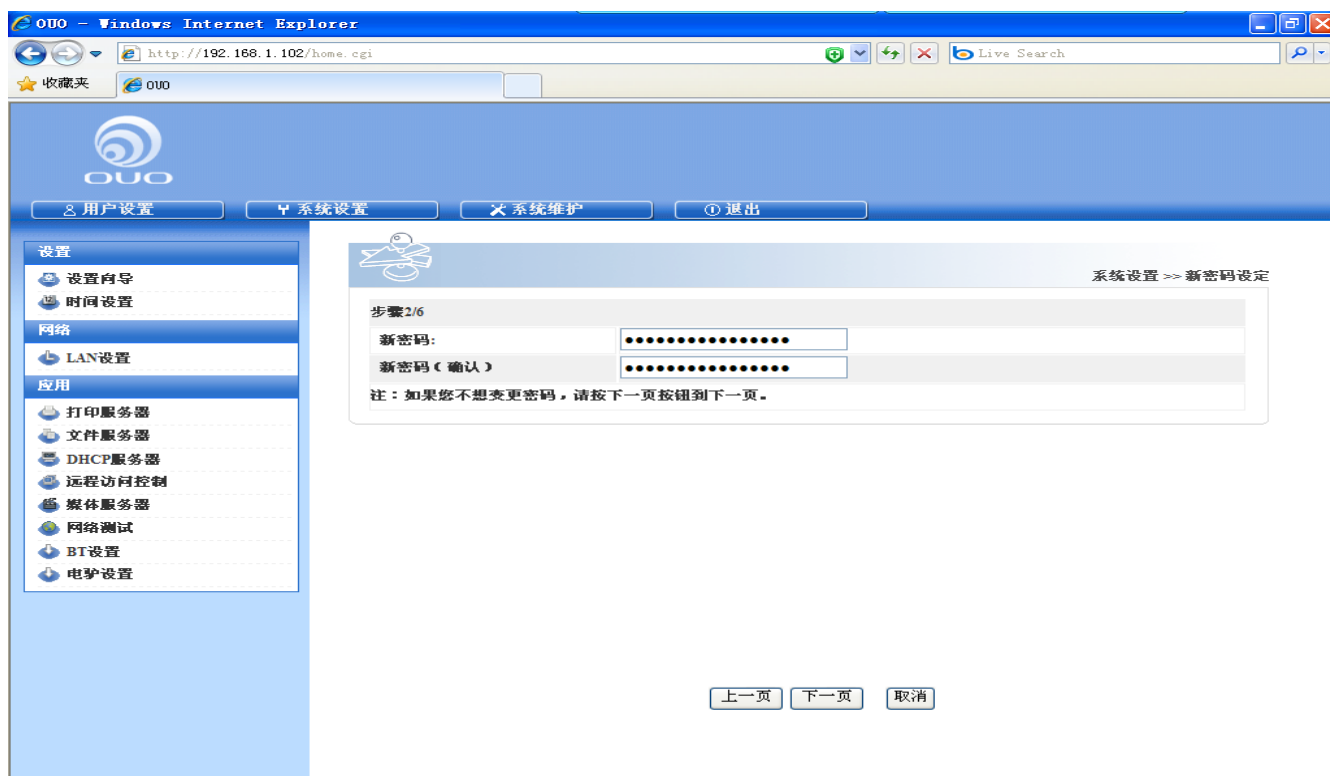 OUO - Windows Internet Explorer
http://192.168.1.102/home.cgi
Live Search
收藏夹
OUO
OUO
用户设置
系统设置
系统维护
退出
设置
设置向导
时间设置
网络
LAN设置
应用
打印服务器
文件服务器
DHCP服务器
远程访问控制
媒体服务器
网络测试
BT设置
电驴设置
系统设置 >> 新密码设定
步骤2/6
新密码:
••••••••••••••••
新密码(确认)
••••••••••••••••
注:如果您不想变更密码,请按下一页按钮到下一页。
上一页 下一页 取消